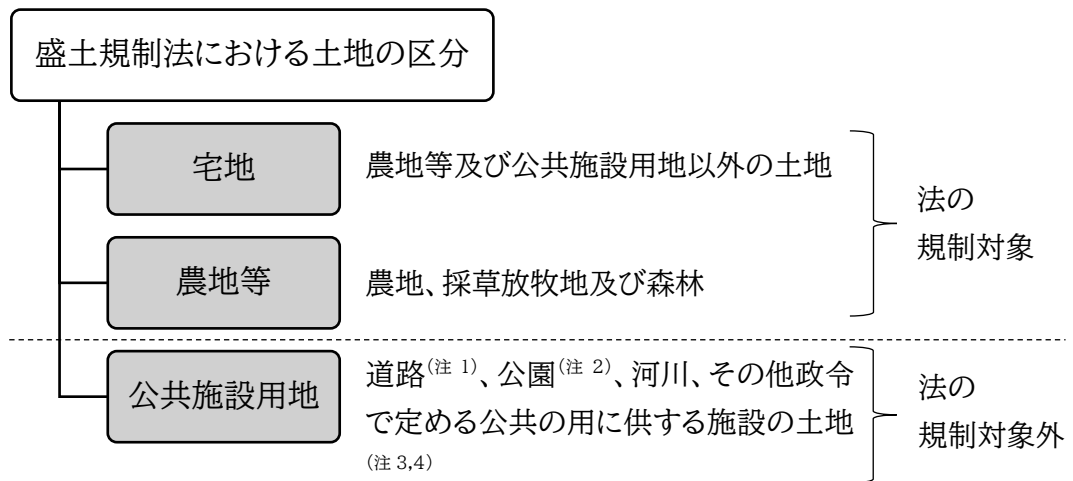 盛土規制法における土地の区分
宅地
農地等及び公共施設用地以外の土地
法の
規制対象
農地等
農地、採草放牧地及び森林
公共施設用地
道路(注 1)、公園(注 2)、河川、その他政令
で定める公共の用に供する施設の土地
(注 3,4)
法の
規制対象外